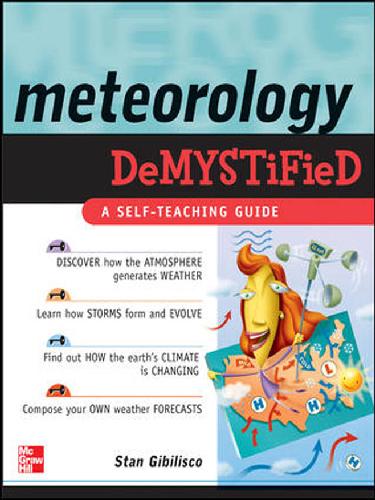 METEOROG
meteorology
DeMYSTiFieD
A SELF-TEACHING GUIDE
DISCOVER how the ATMOSPHERE
generates WEATHER
Learn how STORMS form and EVOLVE
Find out HOW the earth's CLIMATE
is CHANGING
Compose your OWN weather FORECASTS
H
H
L
H
Mc
Graw
Hill
Stan Gibilisco